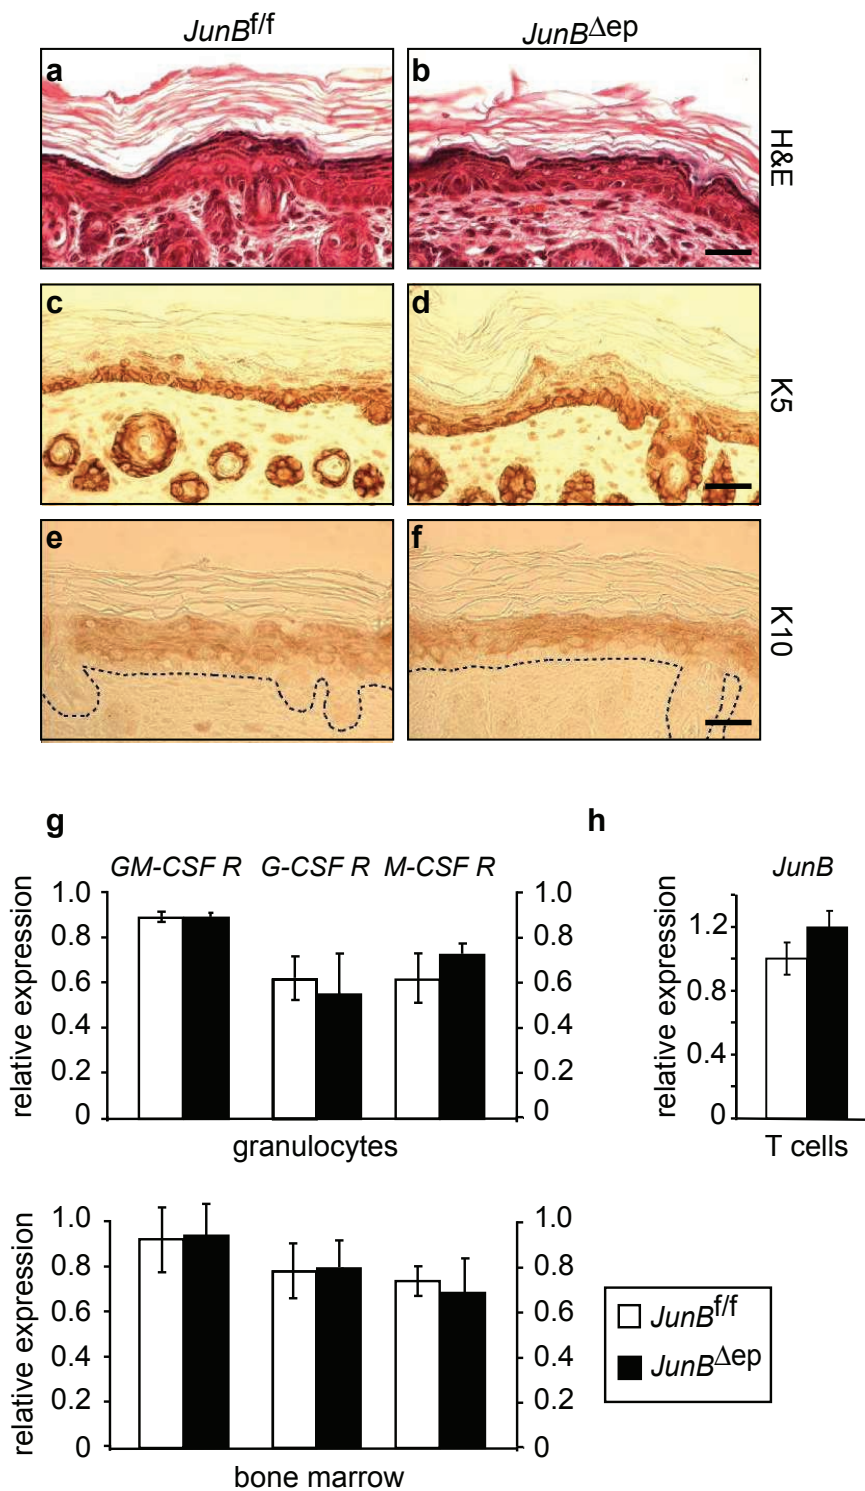 JunBf/f JunBΔep
a b H&E
c d K5
e f K10
g h
GM-CSF R G-CSF R M-CSF R JunB
relative expression
1.0
0.8
0.6
0.4
0.2
0
1.0
0.8
0.6
0.4
0.2
0
granulocytes
relative expression
1.2
0.8
0.4
0
T cells
relative expression
1.0
0.8
0.6
0.4
0.2
0
1.0
0.8
0.6
0.4
0.2
0
bone marrow
JunBf/f
JunBΔep